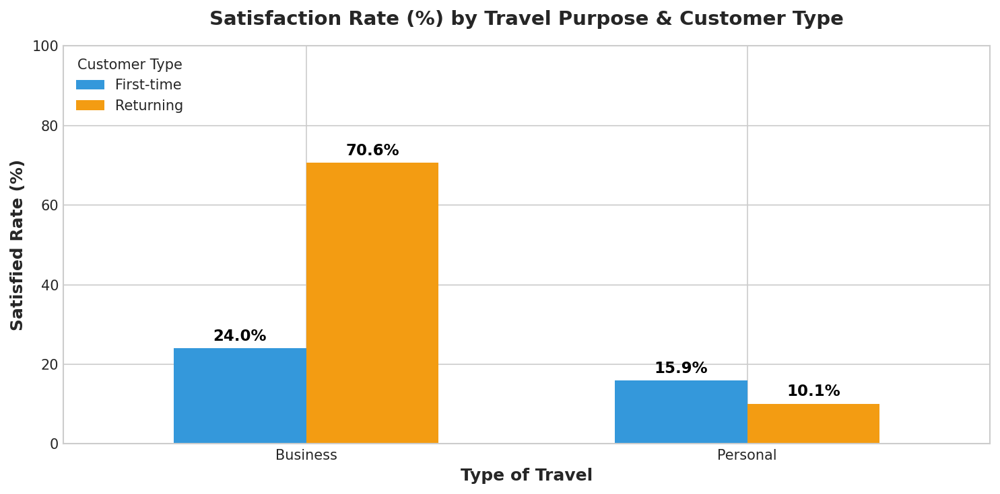 Satisfaction Rate (%) by Travel Purpose & Customer Type
Customer Type
First-time
Returning
Satisfied Rate (%)
100
80
60
40
20
0
24.0%
70.6%
15.9%
10.1%
Business
Personal
Type of Travel